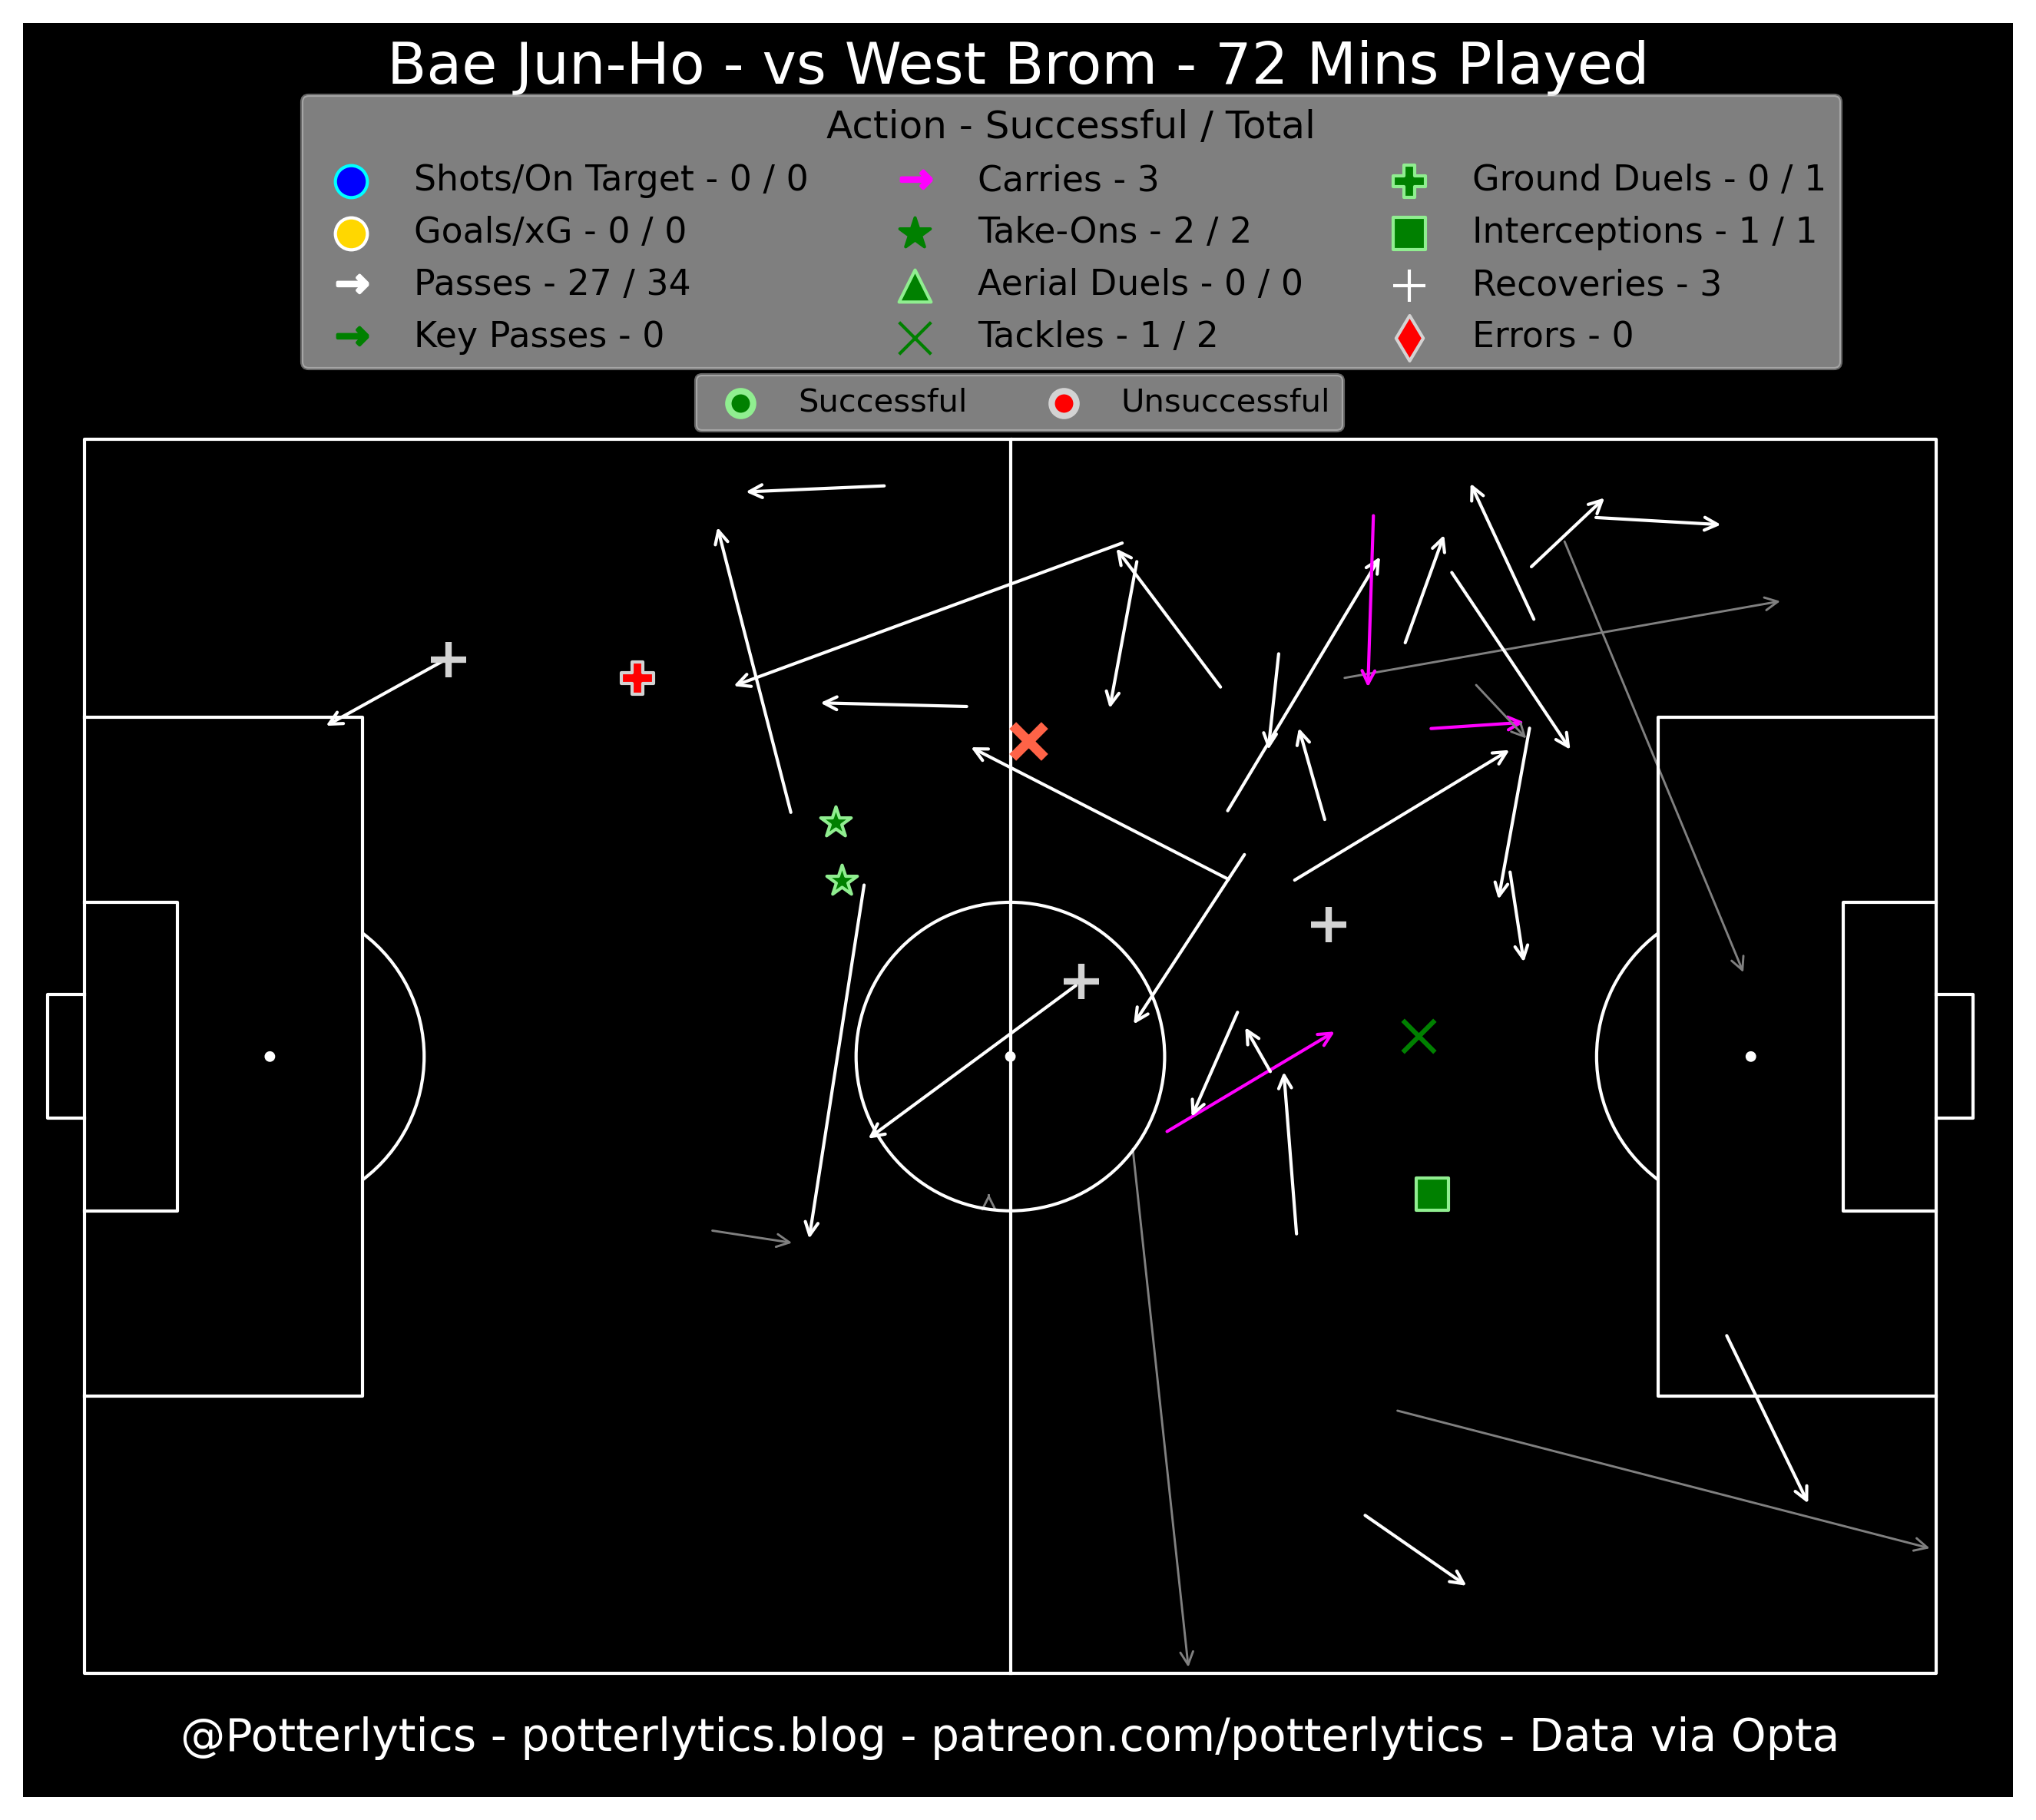 Bae Jun-Ho - vs West Brom - 72 Mins Played
Action - Successful / Total
Shots/On Target - 0 / 0
Goals/xG - 0 / 0
Passes - 27 / 34
Key Passes - 0
Carries - 3
Take-Ons - 2 / 2
Aerial Duels - 0 / 0
Tackles - 1 / 2
Ground Duels - 0 / 1
Interceptions - 1 / 1
Recoveries - 3
Errors - 0
Successful
Unsuccessful
@Potterlytics - potterlytics.blog - patreon.com/potterlytics - Data via Opta